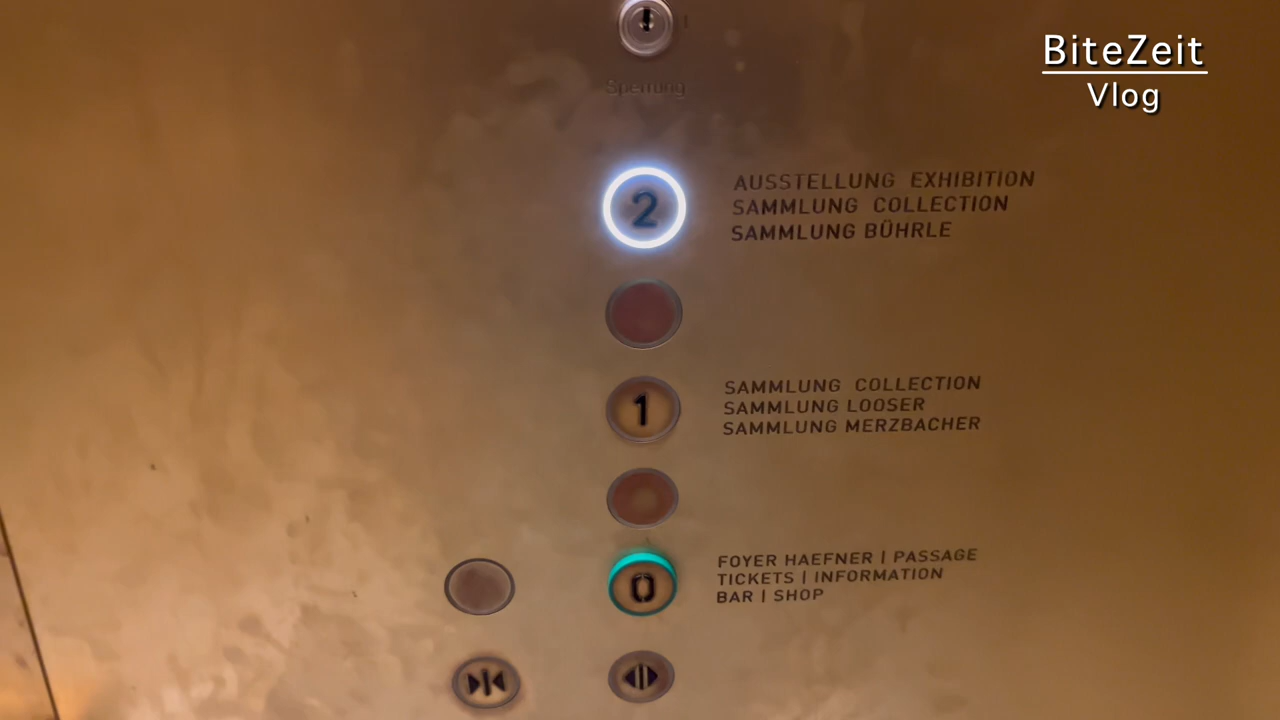 BiteZeit
Vlog
Sperrung
2
AUSSTELLUNG EXHIBITION
SAMMLUNG COLLECTION
SAMMLUNG BÜHRLE
1
SAMMLUNG COLLECTION
SAMMLUNG LOOSER
SAMMLUNG MERZBACHER
0
FOYER HAEFNER | PASSAGE
TICKETS | INFORMATION
BAR | SHOP